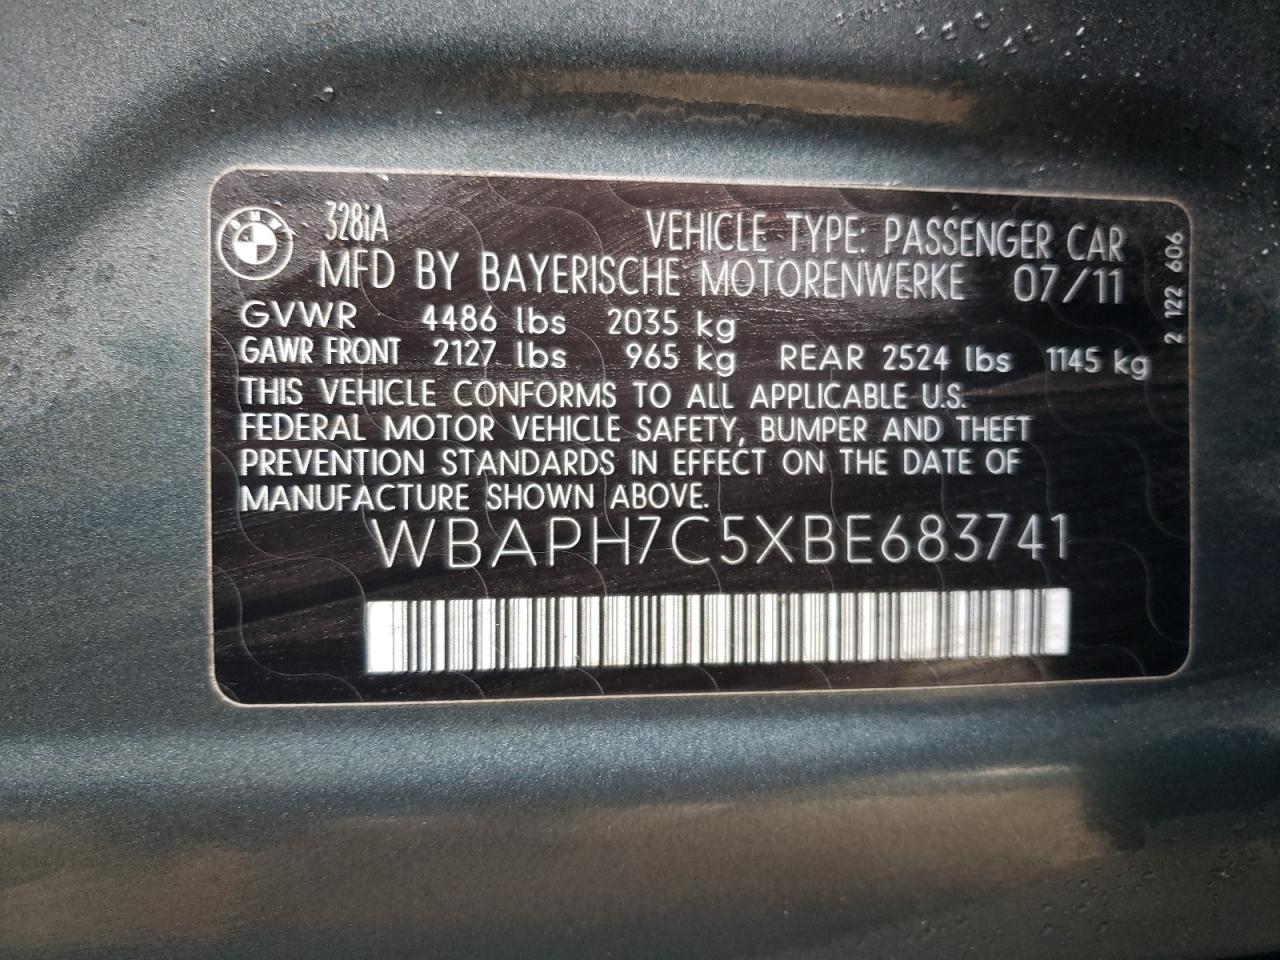 BMW
328iA VEHICLE TYPE: PASSENGER CAR
MFD BY BAYERISCHE MOTORENWERKE 07/11
GVWR 4486 lbs 2035 kg
GAWR FRONT 2127 lbs 965 kg REAR 2524 lbs 1145 kg
THIS VEHICLE CONFORMS TO ALL APPLICABLE U.S.
FEDERAL MOTOR VEHICLE SAFETY, BUMPER AND THEFT
PREVENTION STANDARDS IN EFFECT ON THE DATE OF
MANUFACTURE SHOWN ABOVE.
WBAPH7C5XBE683741
2 122 606